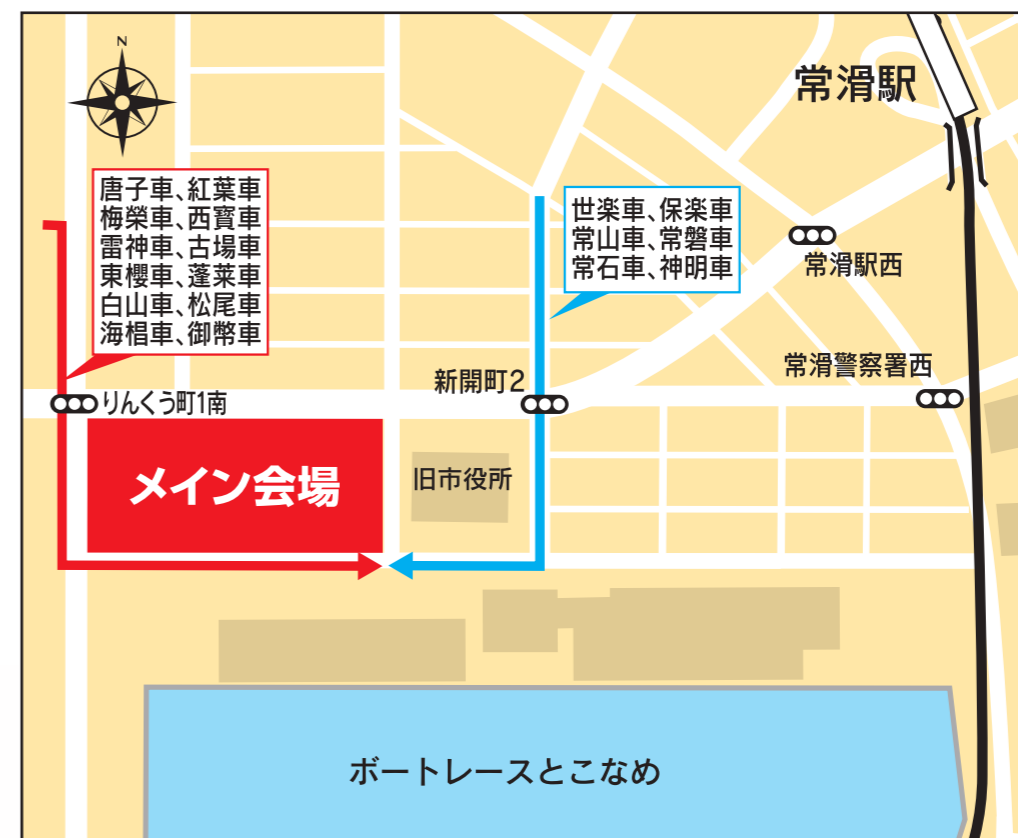 N
常滑駅
唐子車、紅葉車
梅榮車、西寳車
雷神車、古場車
東櫻車、蓬莱車
白山車、松尾車
海椙車、御幣車
世楽車、保楽車
常山車、常磐車
常石車、神明車
常滑駅西
常滑警察署西
新開町2
りんくう町1南
メイン会場
旧市役所
ボートレースとこなめ